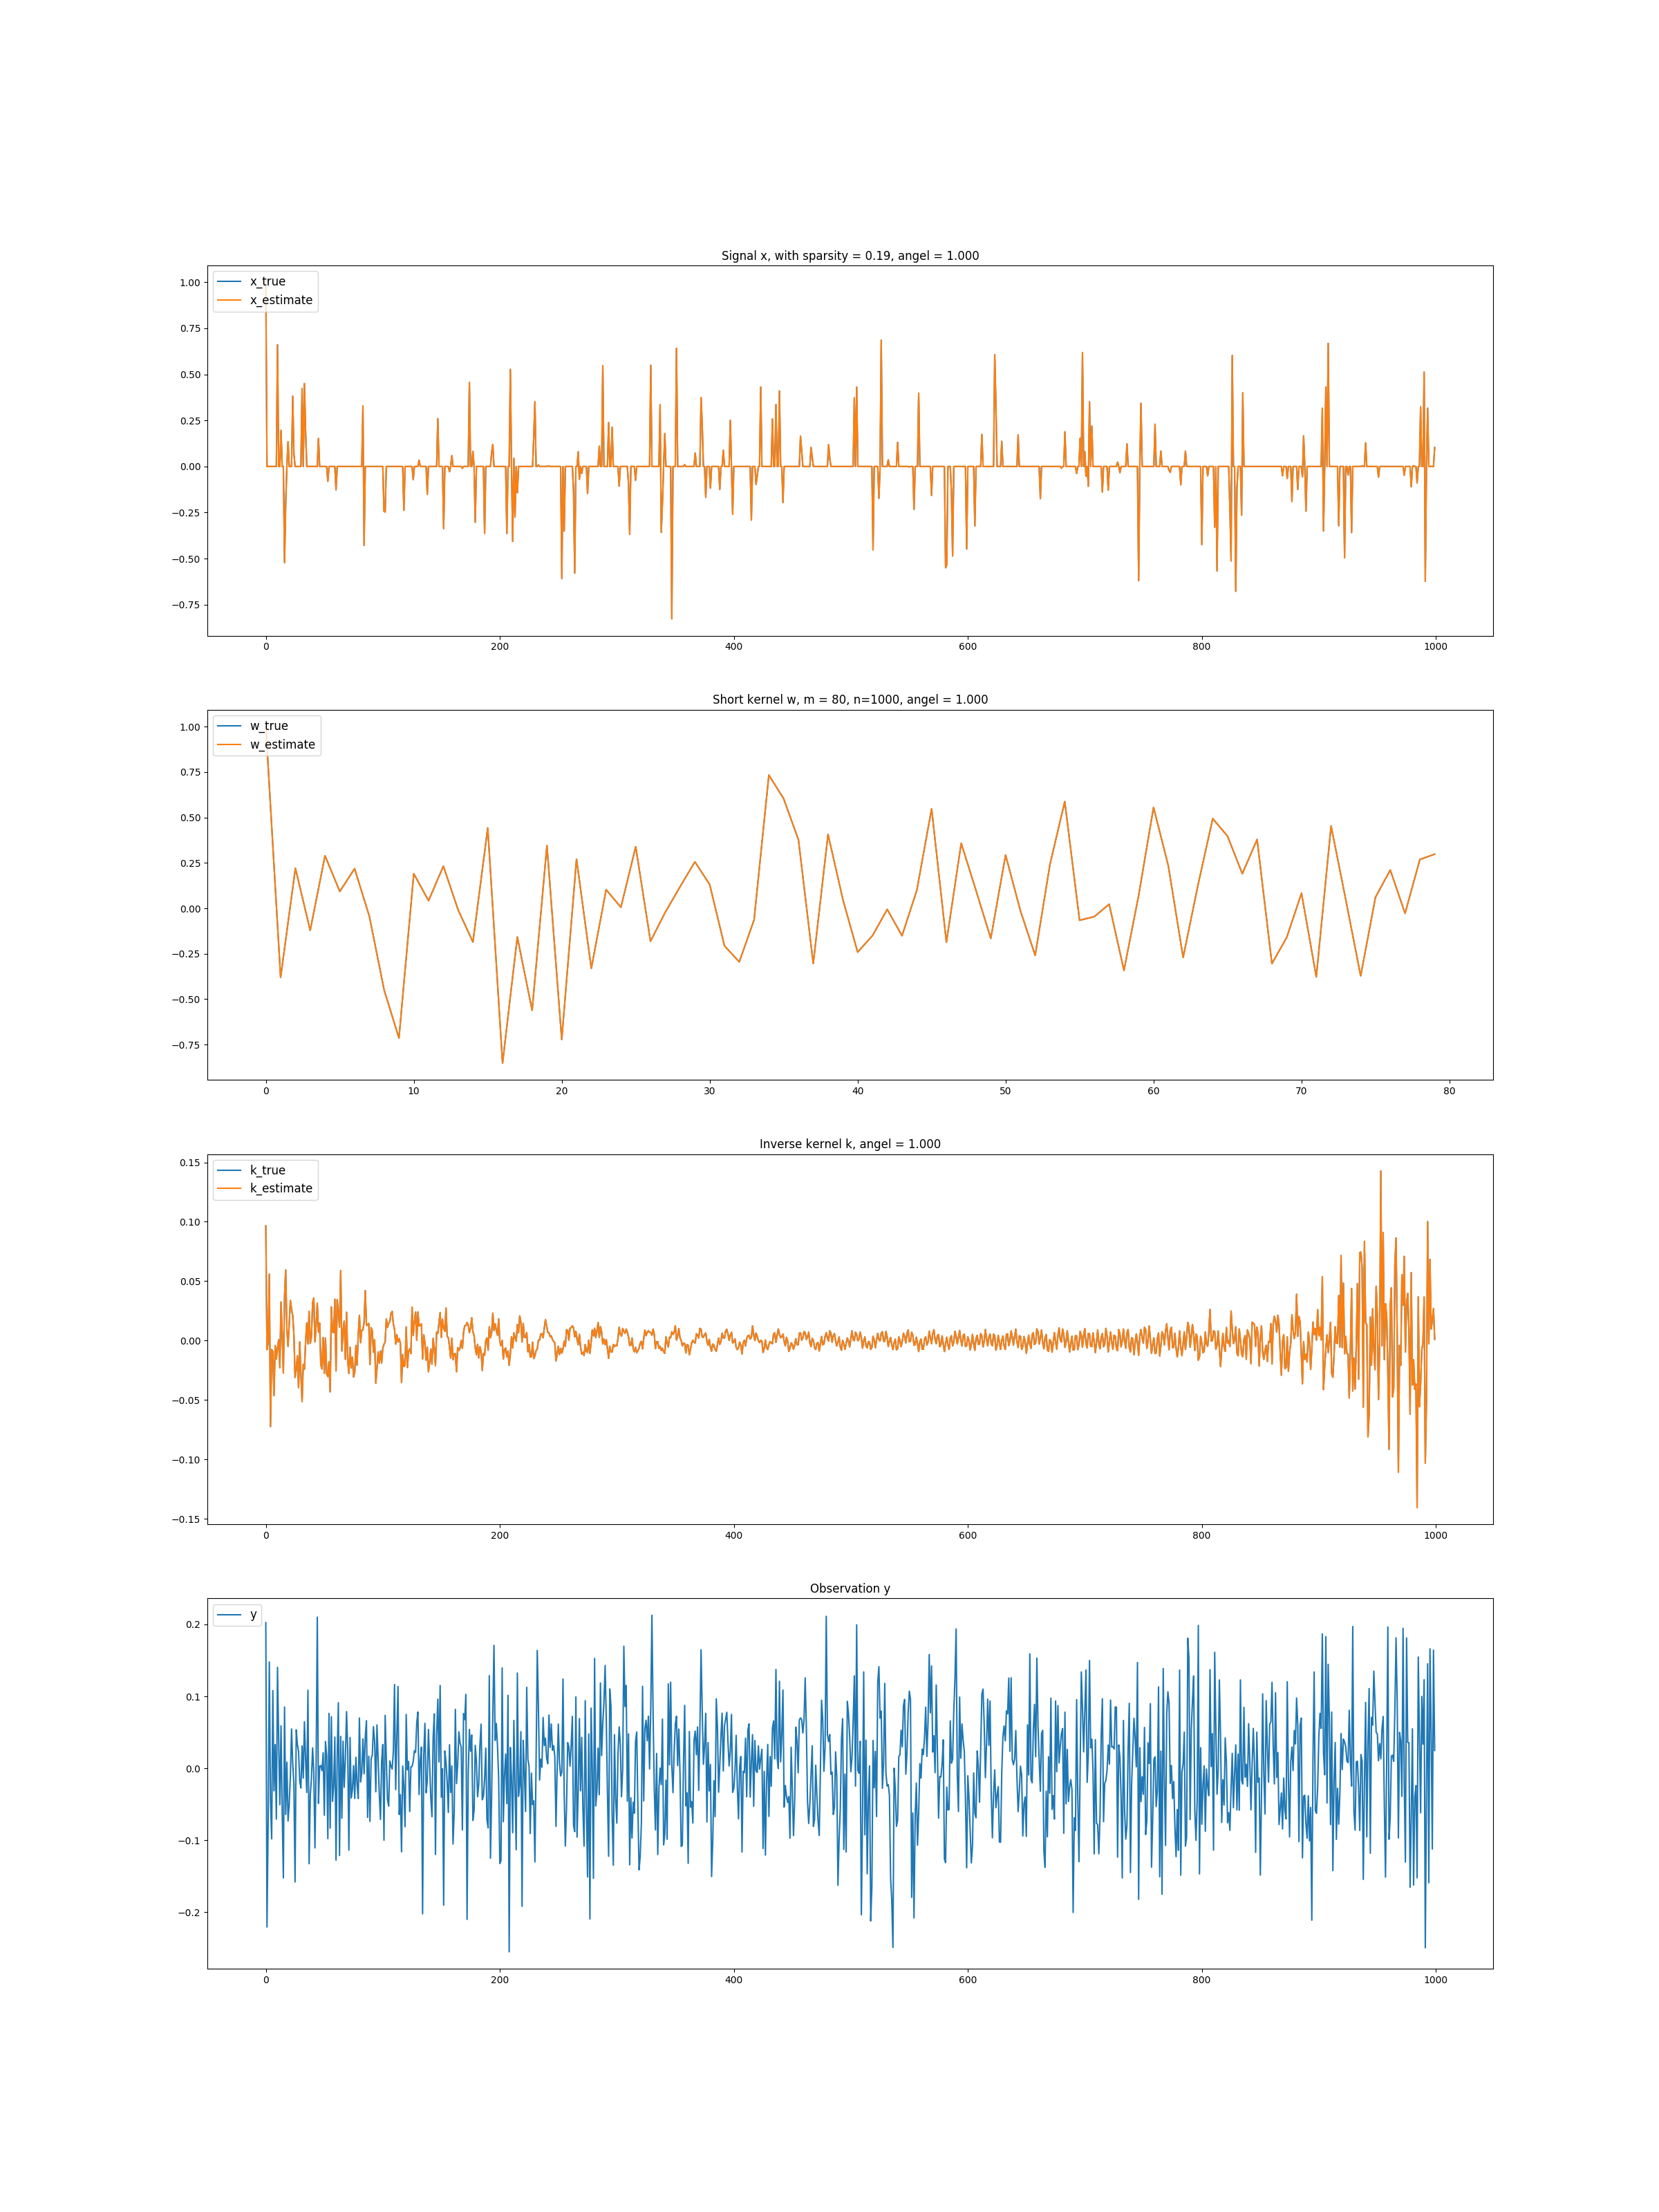 Signal x, with sparsity = 0.19, angel = 1.000
x_true
x_estimate
1.00
0.75
0.50
0.25
0.00
−0.25
−0.50
−0.75
0 200 400 600 800 1000
Short kernel w, m = 80, n=1000, angel = 1.000
w_true
w_estimate
1.00
0.75
0.50
0.25
0.00
−0.25
−0.50
−0.75
0 10 20 30 40 50 60 70 80
Inverse kernel k, angel = 1.000
k_true
k_estimate
0.15
0.10
0.05
0.00
−0.05
−0.10
−0.15
0 200 400 600 800 1000
Observation y
y
0.2
0.1
0.0
−0.1
−0.2
0 200 400 600 800 1000